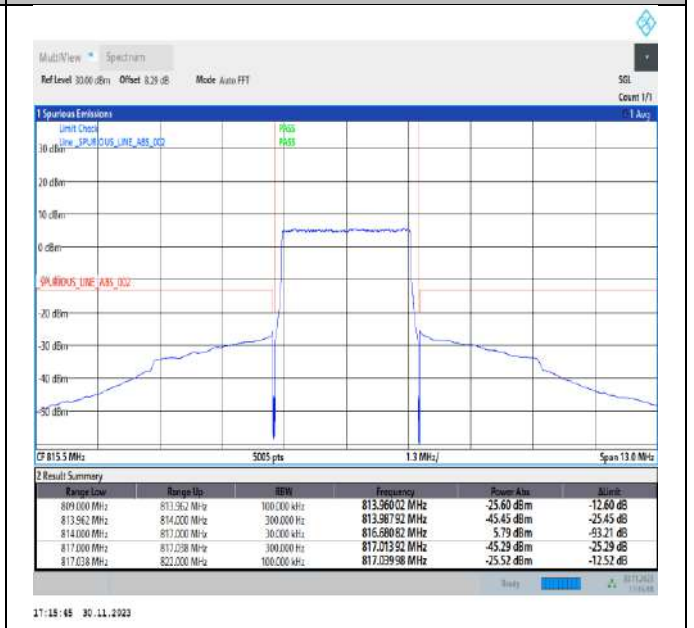 MultiView Spectrum
Ref Level 30.00 dBm Offset 8.29 dB Mode Auto FFT SGL
Count 1/1
1 Spurious Emissions 1 Avg
Limit Check PASS
Line _SPURIOUS_LINE_ABS_002 PASS
30 dBm
20 dBm
10 dBm
0 dBm
_SPURIOUS_LINE_ABS_002
-20 dBm
-30 dBm
-40 dBm
-50 dBm
CF 815.5 MHz 5005 pts 1.3 MHz/ Span 13.0 MHz
2 Result Summary
Range Low Range Up RBW Frequency Power Abs ΔLimit
809.000 MHz 813.962 MHz 100.000 kHz 813.96002 MHz -25.60 dBm -12.60 dB
813.962 MHz 814.000 MHz 300.000 Hz 813.98792 MHz -45.45 dBm -25.45 dB
814.000 MHz 817.000 MHz 30.000 kHz 816.68082 MHz 5.79 dBm -93.21 dB
817.000 MHz 817.038 MHz 300.000 Hz 817.01392 MHz -45.29 dBm -25.29 dB
817.038 MHz 822.000 MHz 100.000 kHz 817.03998 MHz -25.52 dBm -12.52 dB
Ready 30.11.2023
17:15:45 30.11.2023